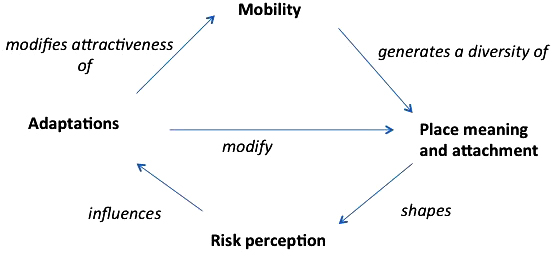 Mobility
modifies attractiveness
of
generates a diversity of
Adaptations
modify
Place meaning
and attachment
influences
shapes
Risk perception